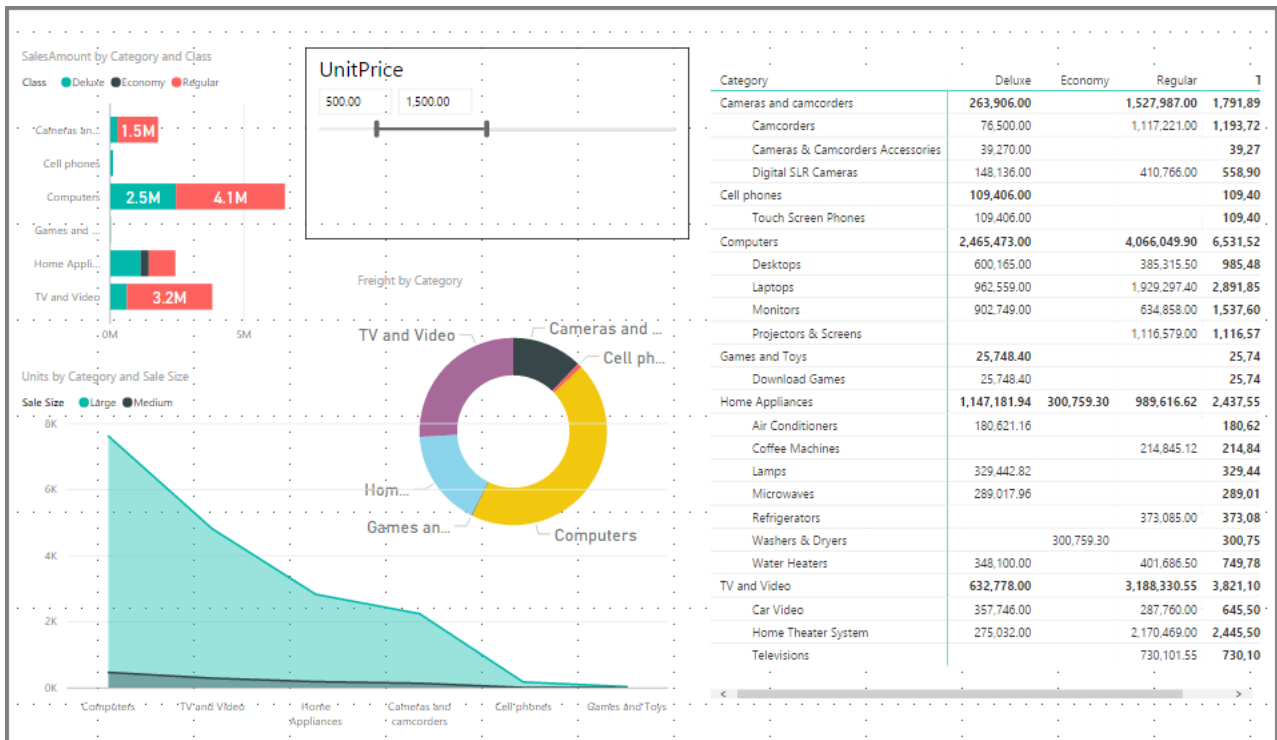 SalesAmount by Category and Class
Class Deluxe Economy Regular
Cameras an...
1.5M
Cell phones
Computers
2.5M
4.1M
Games and ...
Home Appli...
TV and Video
3.2M
0M
5M
UnitPrice
500.00
1,500.00
Freight by Category
TV and Video
Cameras and ...
Cell ph...
Hom...
Games an...
Computers
Units by Category and Sale Size
Sale Size Large Medium
8K
6K
4K
2K
0K
Computers
TV and Video
Home
Appliances
Cameras and
camcorders
Cell phones
Games and Toys
Category Deluxe Economy Regular T
Cameras and camcorders 263,906.00 1,527,987.00 1,791,89
Camcorders 76,500.00 1,117,221.00 1,193,72
Cameras & Camcorders Accessories 39,270.00 39,27
Digital SLR Cameras 148,136.00 410,766.00 558,90
Cell phones 109,406.00 109,40
Touch Screen Phones 109,406.00 109,40
Computers 2,465,473.00 4,066,049.90 6,531,52
Desktops 600,165.00 385,315.50 985,48
Laptops 962,559.00 1,929,297.40 2,891,85
Monitors 902,749.00 634,858.00 1,537,60
Projectors & Screens 1,116,579.00 1,116,57
Games and Toys 25,748.40 25,74
Download Games 25,748.40 25,74
Home Appliances 1,147,181.94 300,759.30 989,616.62 2,437,55
Air Conditioners 180,621.16 180,62
Coffee Machines 214,845.12 214,84
Lamps 329,442.82 329,44
Microwaves 289,017.96 289,01
Refrigerators 373,085.00 373,08
Washers & Dryers 300,759.30 300,75
Water Heaters 348,100.00 401,686.50 749,78
TV and Video 632,778.00 3,188,330.55 3,821,10
Car Video 357,746.00 287,760.00 645,50
Home Theater System 275,032.00 2,170,469.00 2,445,50
Televisions 730,101.55 730,10